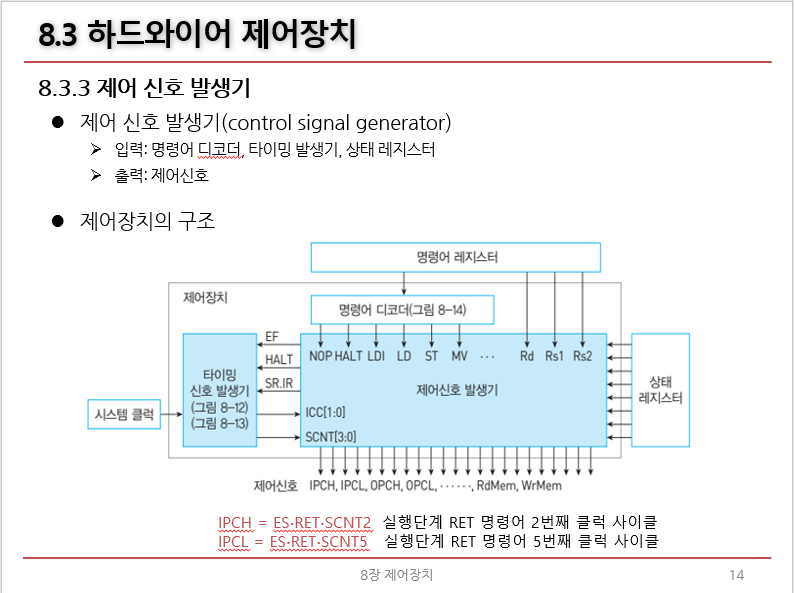 8.3 하드와이어 제어장치
8.3.3 제어 신호 발생기
● 제어 신호 발생기(control signal generator)
➢ 입력: 명령어 디코더, 타이밍 발생기, 상태 레지스터
➢ 출력: 제어신호
● 제어장치의 구조
명령어 레지스터
제어장치
명령어 디코더(그림 8-14)
EF
HALT
SR.IR
NOP HALT LDI LD ST MV ··· Rd Rs1 Rs2
타이밍
신호 발생기
(그림 8-12)
(그림 8-13)
제어신호 발생기
상태
레지스터
시스템 클럭
ICC[1:0]
SCNT[3:0]
제어신호 IPCH, IPCL, OPCH, OPCL, ······, RdMem, WrMem
IPCH = ES·RET·SCNT2 실행단계 RET 명령어 2번째 클럭 사이클
IPCL = ES·RET·SCNT5 실행단계 RET 명령어 5번째 클럭 사이클
8장 제어장치
14